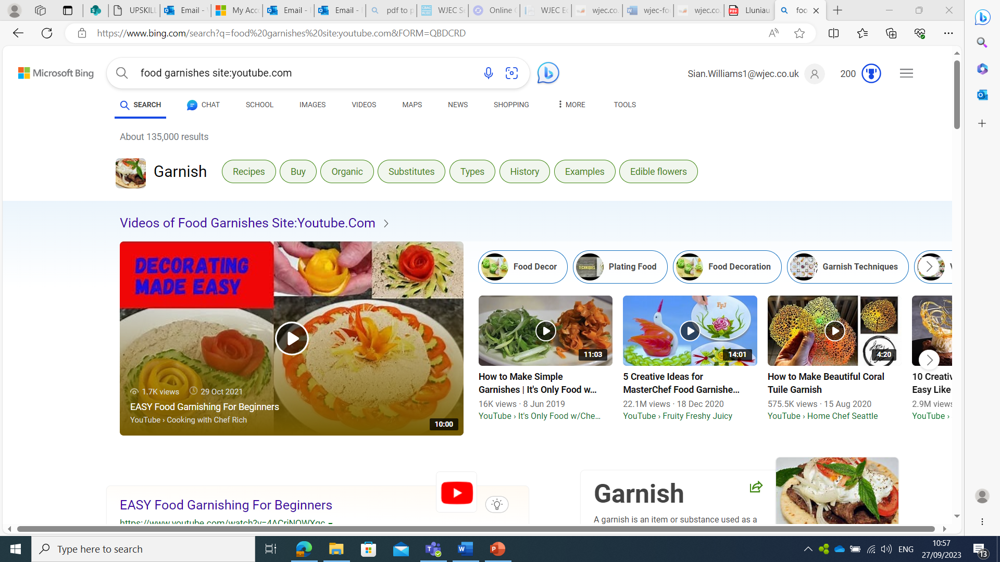 UPSKILL
Email -
My Acc
Email -
Email -
pdf to p
WJEC Se
Online
WJEC Ec
wjec.co.
wjec-fo
wjec.co.
Lluniau
foo
https://www.bing.com/search?q=food%20garnishes%20site:youtube.com&FORM=QBDCRD
Microsoft Bing
food garnishes site:youtube.com
Sian.Williams1@wjec.co.uk
200
SEARCH
CHAT
SCHOOL
IMAGES
VIDEOS
MAPS
NEWS
SHOPPING
MORE
TOOLS
About 135,000 results
Garnish
Recipes
Buy
Organic
Substitutes
Types
History
Examples
Edible flowers
Videos of Food Garnishes Site:Youtube.Com
DECORATING
MADE EASY
1.7K views 29 Oct 2021
EASY Food Garnishing For Beginners
YouTube › Cooking with Chef Rich
10:00
Food Decor
TECHNIQUES
Plating Food
Food Decoration
Garnish Techniques
11:03
How to Make Simple
Garnishes | It's Only Food w...
16K views · 8 Jun 2019
YouTube › It's Only Food w/Che...
FFJ
14:01
5 Creative Ideas for
MasterChef Food Garnishe...
22.1M views · 18 Dec 2020
YouTube › Fruity Freshy Juicy
4:20
How to Make Beautiful Coral
Tuile Garnish
575.5K views · 15 Aug 2020
YouTube › Home Chef Seattle
10 Creativ
Easy Like
2.9M views
YouTube ›
EASY Food Garnishing For Beginners
Garnish
A garnish is an item or substance used as a
Type here to search
ENG
10:57
27/09/2023
13